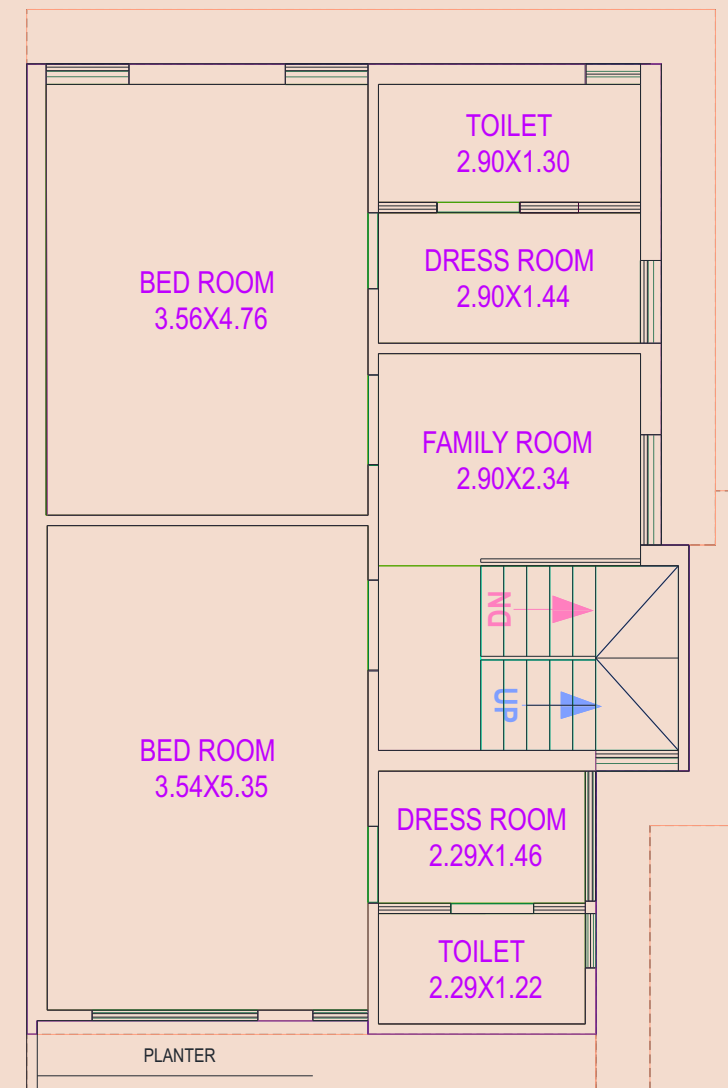 TOILET
2.90X1.30
DRESS ROOM
2.90X1.44
BED ROOM
3.56X4.76
FAMILY ROOM
2.90X2.34
DN
UP
BED ROOM
3.54X5.35
DRESS ROOM
2.29X1.46
TOILET
2.29X1.22
PLANTER